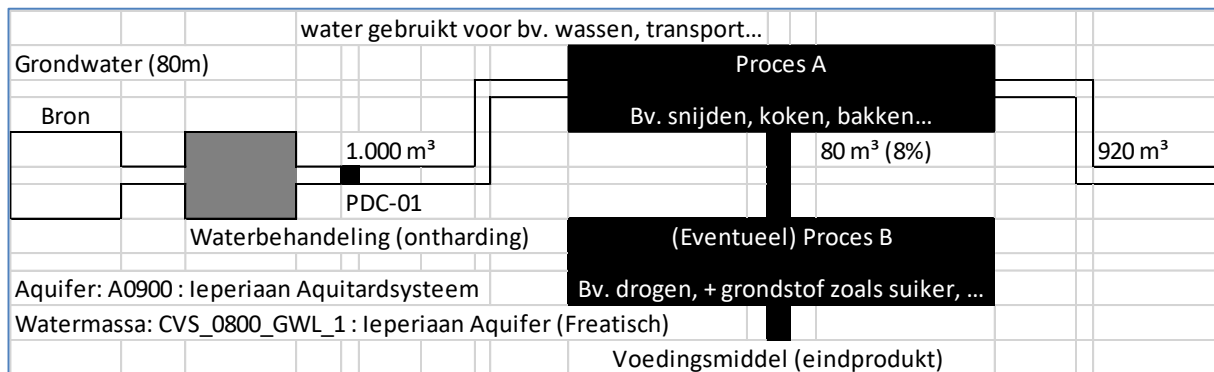 water gebruikt voor bv. wassen, transport...
Grondwater (80m)
Proces A
Bron
Bv. snijden, koken, bakken...
1.000 m³
80 m³ (8%)
920 m³
PDC-01
Waterbehandeling (ontharding)
(Eventueel) Proces B
Aquifer: A0900 : Ieperiaan Aquitardsysteem
Bv. drogen, + grondstof zoals suiker, ...
Watermassa: CVS_0800_GWL_1 : Ieperiaan Aquifer (Freatisch)
Voedingsmiddel (eindprodukt)